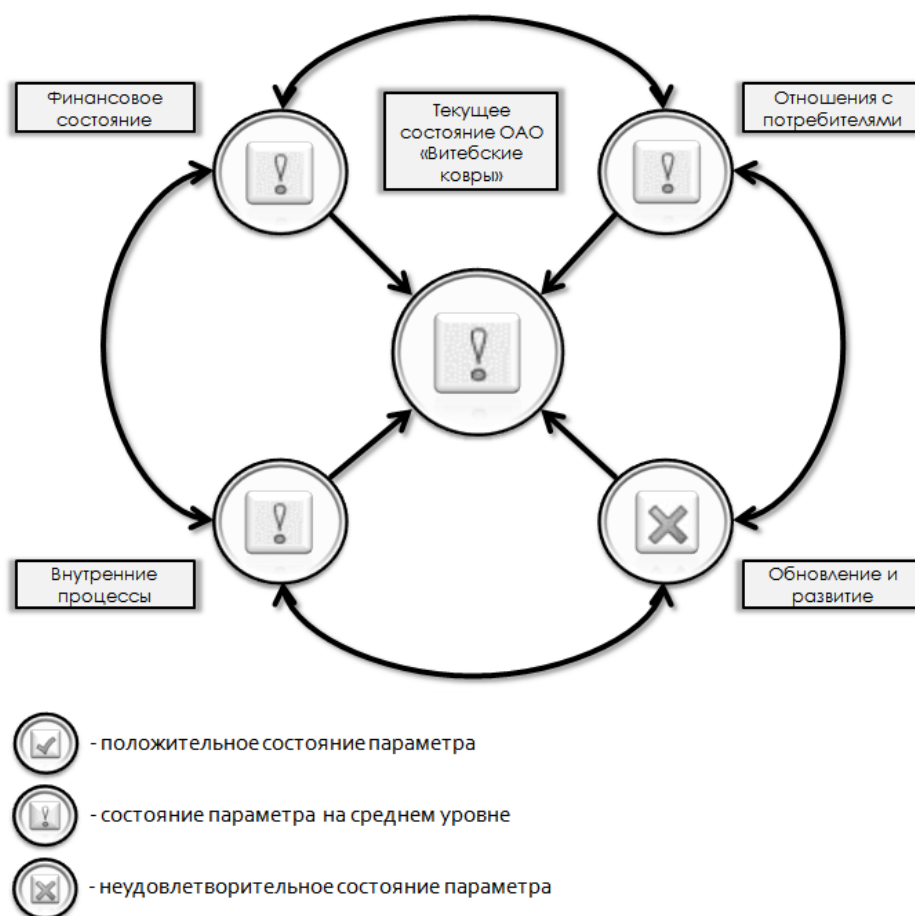 Финансовое
состояние
Текущее
состояние ОАО
«Витебские
ковры»
Отношения с
потребителями
Внутренние
процессы
Обновление и
развитие
- положительное состояние параметра
- состояние параметра на среднем уровне
- неудовлетворительное состояние параметра